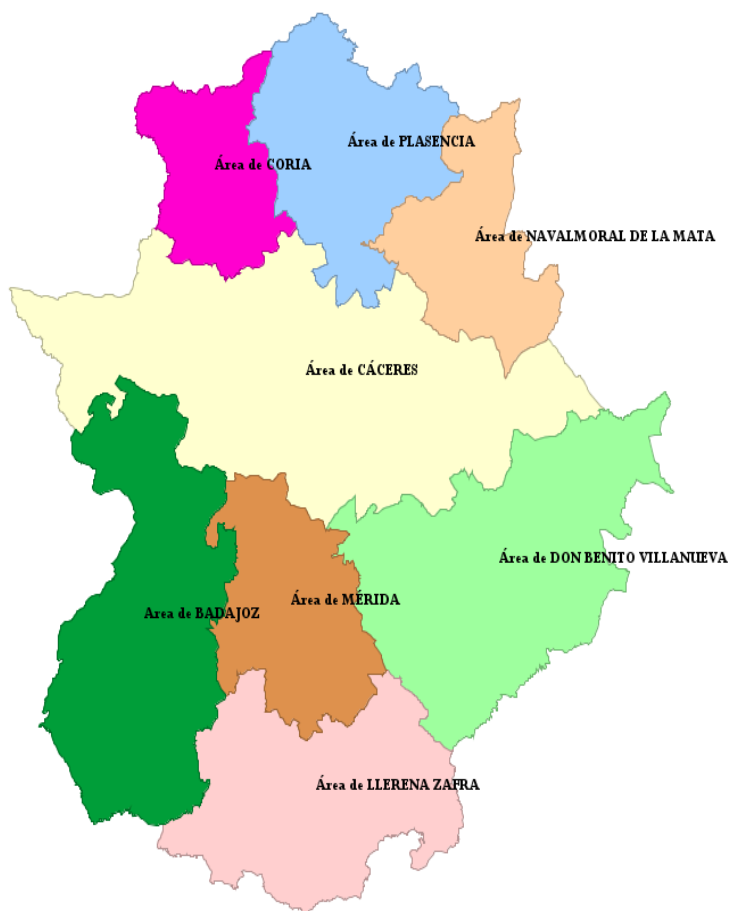 Área de PLASENCIA
Área de CORIA
Área de NAVALMORAL DE LA MATA
Área de CÁCERES
Área de DON BENITO VILLANUEVA
Área de MÉRIDA
Area de BADAJOZ
Área de LLERENA ZAFRA